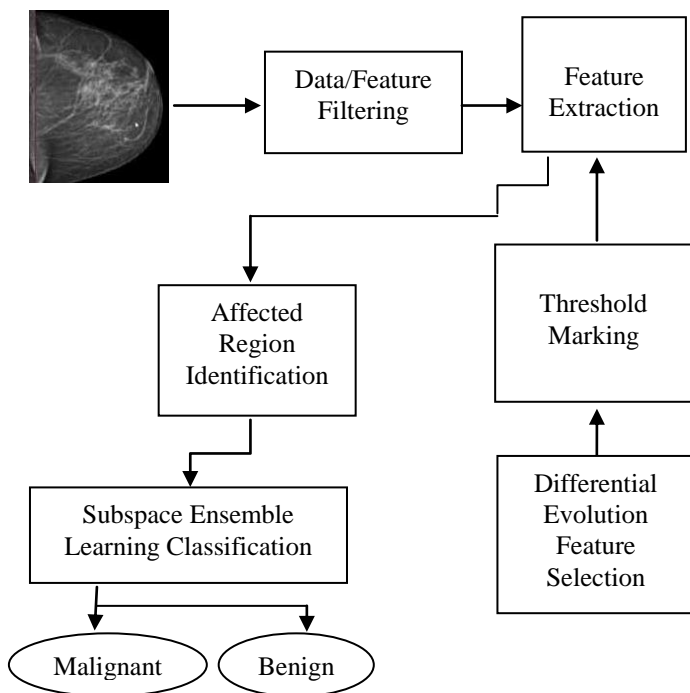 Data/Feature
Filtering
Feature
Extraction
Affected
Region
Identification
Threshold
Marking
Subspace Ensemble
Learning Classification
Differential
Evolution
Feature
Selection
Malignant
Benign